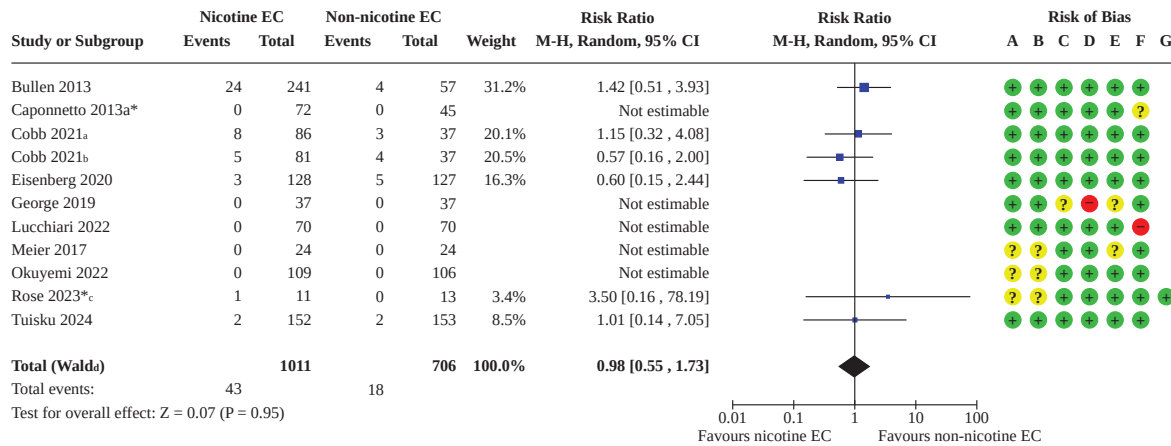 Nicotine EC Non-nicotine EC Risk Ratio Risk Ratio Risk of Bias
Study or Subgroup Events Total Events Total Weight M-H, Random, 95% CI M-H, Random, 95% CI A B C D E F G
Bullen 2013 24 241 4 57 31.2% 1.42 [0.51 , 3.93] + + + + + +
Caponnetto 2013a* 0 72 0 45 Not estimable + + + + + ?
Cobb 2021a 8 86 3 37 20.1% 1.15 [0.32 , 4.08] + + + + + +
Cobb 2021b 5 81 4 37 20.5% 0.57 [0.16 , 2.00] + + + + + +
Eisenberg 2020 3 128 5 127 16.3% 0.60 [0.15 , 2.44] + + + + + +
George 2019 0 37 0 37 Not estimable + + ? − ? +
Lucchiari 2022 0 70 0 70 Not estimable + + + + + −
Meier 2017 0 24 0 24 Not estimable ? ? + + ? +
Okuyemi 2022 0 109 0 106 Not estimable ? ? + + + +
Rose 2023*c 1 11 0 13 3.4% 3.50 [0.16 , 78.19] ? ? + + + + +
Tuisku 2024 2 152 2 153 8.5% 1.01 [0.14 , 7.05] + + + + + +
Total (Waldd) 1011 706 100.0% 0.98 [0.55 , 1.73]
Total events: 43 18
Test for overall effect: Z = 0.07 (P = 0.95)
0.01 0.1 1 10 100
Favours nicotine EC Favours non-nicotine EC